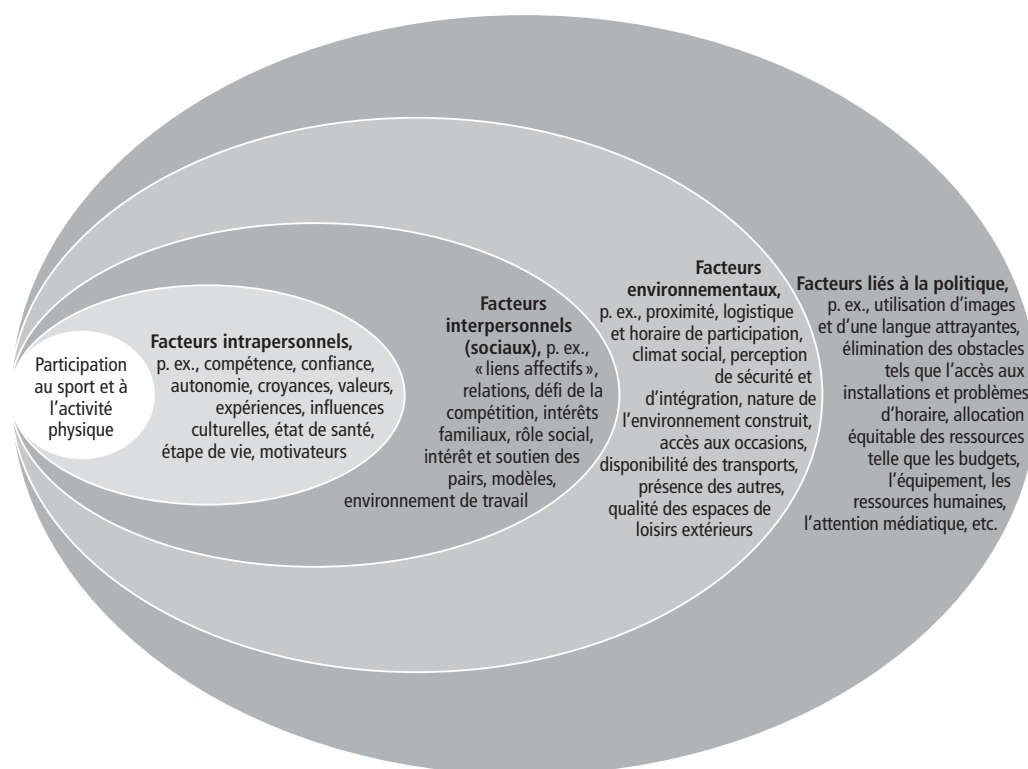 Participation
au sport et à
l'activité
physique
Facteurs intrapersonnels,
p. ex., compétence, confiance,
autonomie, croyances, valeurs,
expériences, influences
culturelles, état de santé,
étape de vie, motivateurs
Facteurs
interpersonnels
(sociaux), p. ex.,
« liens affectifs »,
relations, défi de la
compétition, intérêts
familiaux, rôle social,
intérêt et soutien des
pairs, modèles,
environnement de travail
Facteurs
environnementaux,
p. ex., proximité, logistique
et horaire de participation,
climat social, perception
de sécurité et
d'intégration, nature de
l'environnement construit,
accès aux occasions,
disponibilité des transports,
présence des autres,
qualité des espaces de
loisirs extérieurs
Facteurs liés à la politique,
p. ex., utilisation d'images
et d'une langue attrayantes,
élimination des obstacles
tels que l'accès aux
installations et problèmes
d'horaire, allocation
équitable des ressources
telle que les budgets,
l'équipement, les
ressources humaines,
l'attention médiatique, etc.